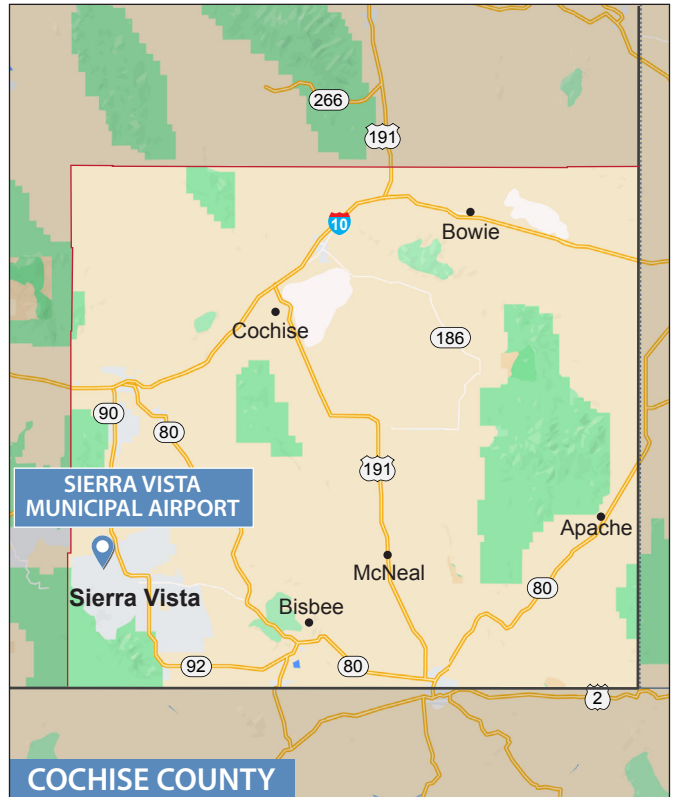 266
191
10
Bowie
Cochise
186
90
80
191
SIERRA VISTA
MUNICIPAL AIRPORT
Apache
McNeal
Sierra Vista
80
Bisbee
92
80
2
COCHISE COUNTY